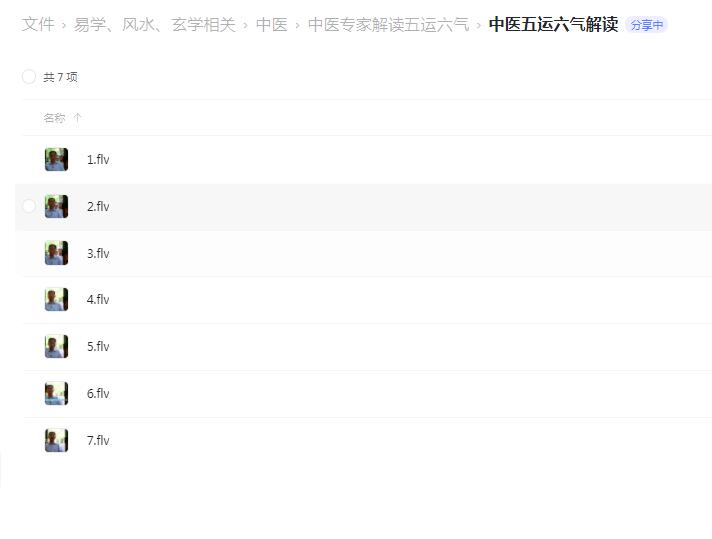 文件 › 易学、风水、玄学相关 › 中医 › 中医专家解读五运六气 › 中医五运六气解读 分享中
共 7 项
名称 ↑
1.flv
2.flv
3.flv
4.flv
5.flv
6.flv
7.flv